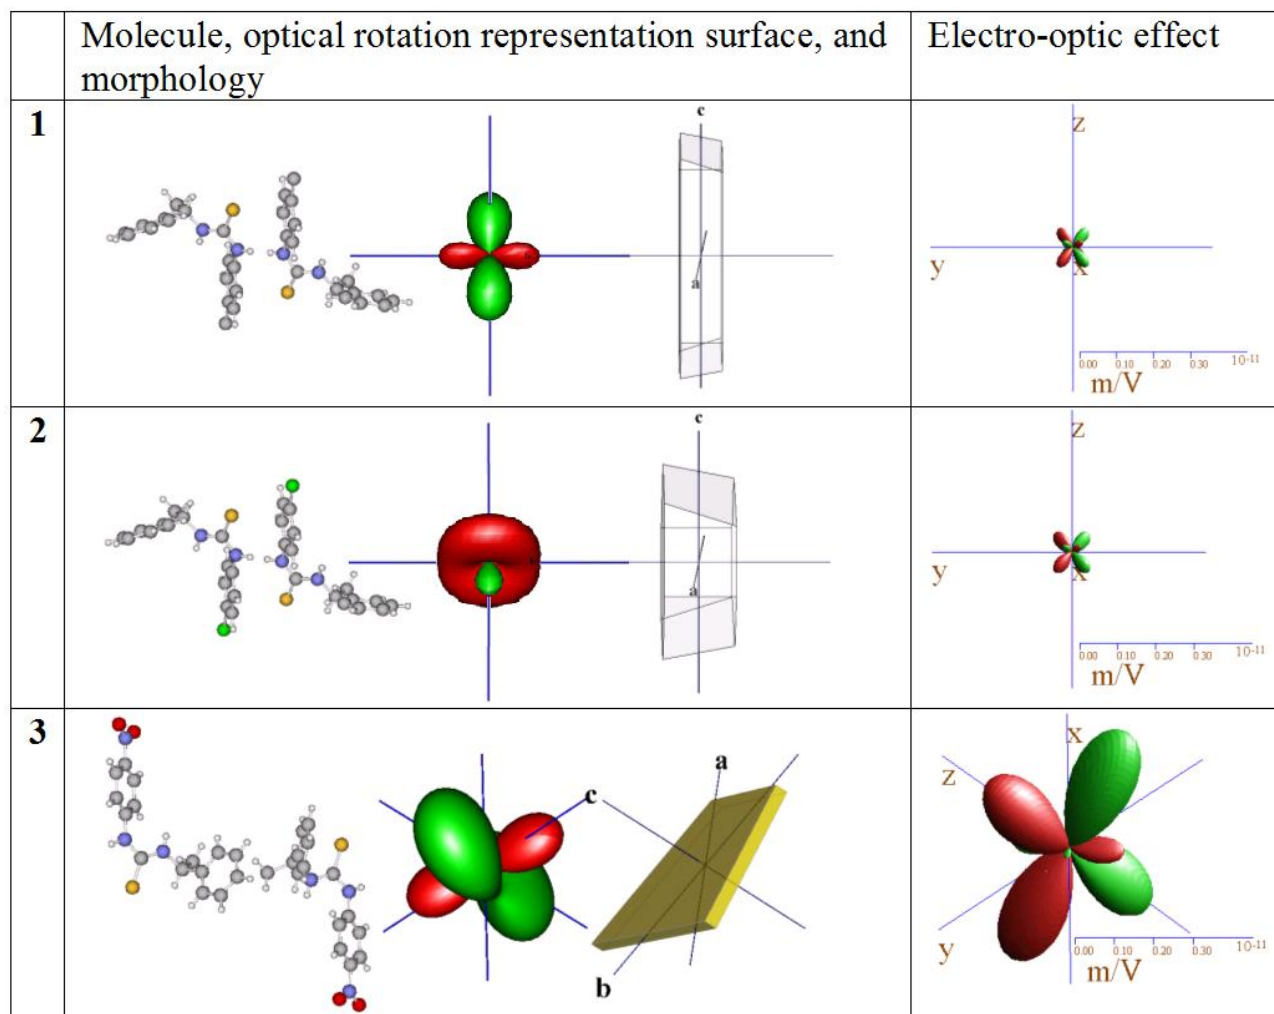 Molecule, optical rotation representation surface, and
morphology
Electro-optic effect
1
c
a
z
y
x
0.00 0.10 0.20 0.30 10-11
m/V
2
c
a
z
y
x
0.00 0.10 0.20 0.30 10-11
m/V
3
a
c
b
x
z
y
0.00 0.10 0.20 0.30 10-11
m/V